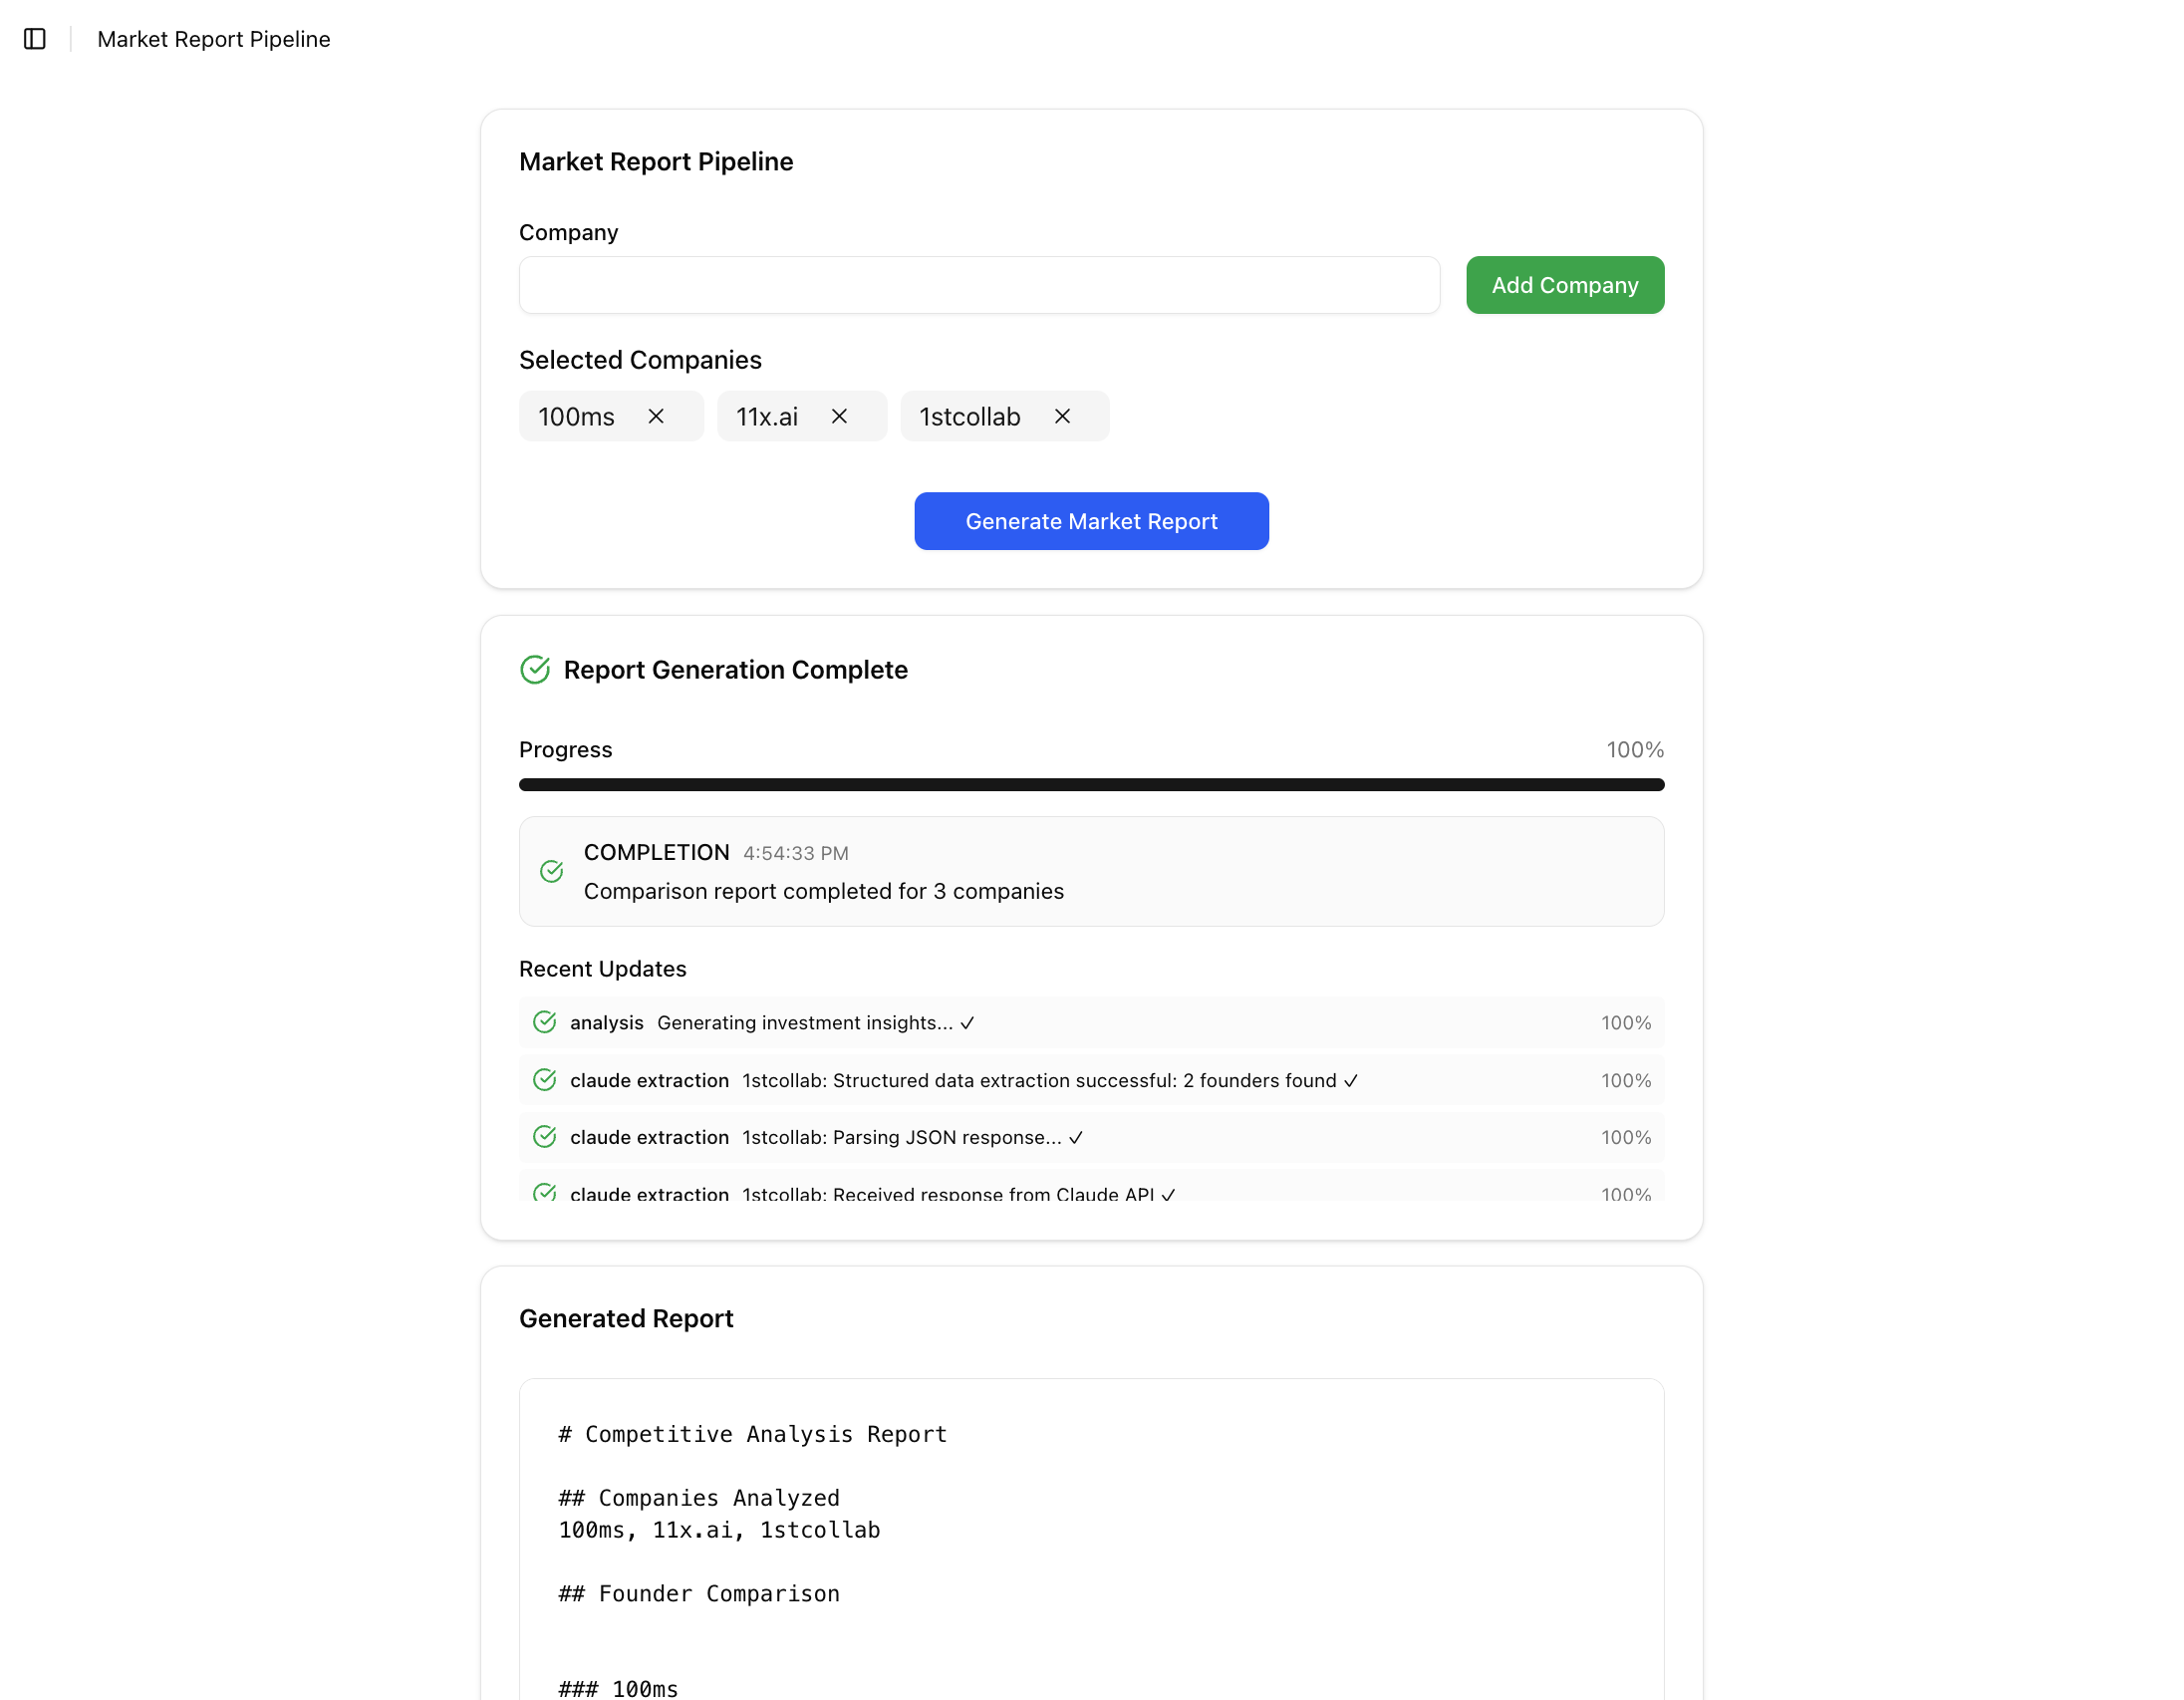 Market Report Pipeline
Market Report Pipeline
Company
Add Company
Selected Companies
100ms
11x.ai
1stcollab
Generate Market Report
Report Generation Complete
Progress 100%
COMPLETION 4:54:33 PM
Comparison report completed for 3 companies
Recent Updates
analysis Generating investment insights... ✓ 100%
claude extraction 1stcollab: Structured data extraction successful: 2 founders found ✓ 100%
claude extraction 1stcollab: Parsing JSON response... ✓ 100%
claude extraction 1stcollab: Received response from Claude API ✓ 100%
Generated Report
# Competitive Analysis Report
## Companies Analyzed
100ms, 11x.ai, 1stcollab
## Founder Comparison
### 100ms